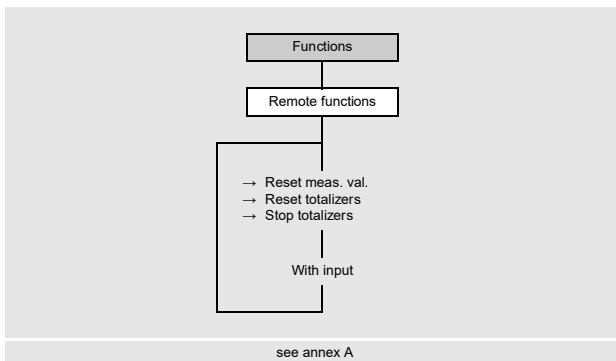 Functions
Remote functions
→ Reset meas. val.
→ Reset totalizers
→ Stop totalizers
With input
see annex A